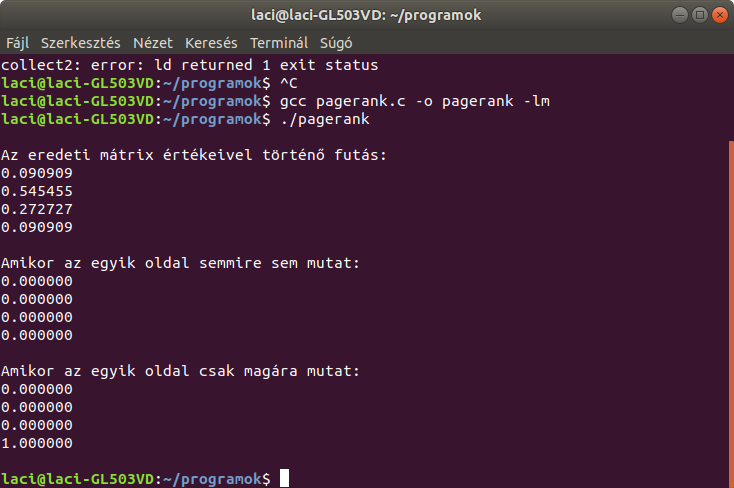 laci@laci-GL503VD: ~/programok
Fájl Szerkesztés Nézet Keresés Terminál Súgó
collect2: error: ld returned 1 exit status
laci@laci-GL503VD:~/programok$ ^C
laci@laci-GL503VD:~/programok$ gcc pagerank.c -o pagerank -lm
laci@laci-GL503VD:~/programok$ ./pagerank
Az eredeti mátrix értékeivel történő futás:
0.090909
0.545455
0.272727
0.090909
Amikor az egyik oldal semmire sem mutat:
0.000000
0.000000
0.000000
0.000000
Amikor az egyik oldal csak magára mutat:
0.000000
0.000000
0.000000
1.000000
laci@laci-GL503VD:~/programok$